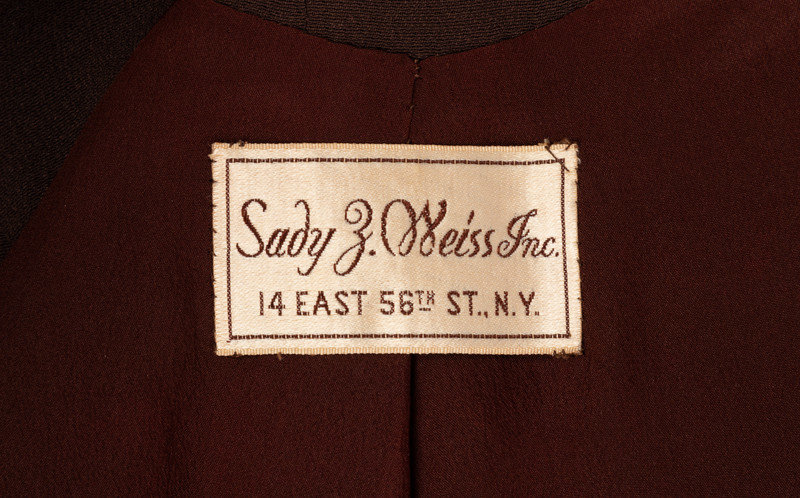 Sady Z. Weiss Inc.
14 EAST 56TH ST., N.Y.